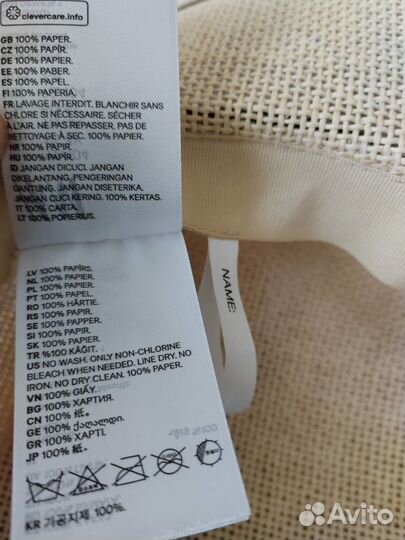 clevercare.info
GB 100% PAPER.
CZ 100% PAPÍR.
DE 100% PAPIER.
EE 100% PABER.
ES 100% PAPEL.
FI 100% PAPERIA.
FR LAVAGE INTERDIT. BLANCHIR SANS
CHLORE SI NÉCESSAIRE. SÉCHER
À L'AIR. NE PAS REPASSER. PAS DE
NETTOYAGE À SEC. 100% PAPIER.
HR 100% PAPIR.
HU 100% PAPÍR.
ID JANGAN DICUCI. JANGAN
DIKELANTANG, PENGERINGAN
GANTUNG. JANGAN DISETERIKA.
JANGAN CUCI KERING. 100% KERTAS.
IT 100% CARTA.
LT 100% POPIERIUS.
LV 100% PAPĪRS.
NL 100% PAPIER.
PL 100% PAPIER.
PT 100% PAPEL.
RO 100% HÂRTIE.
RS 100% PAPIR.
SE 100% PAPPER.
SI 100% PAPIR.
SK 100% PAPIER.
TR %100 KÂĞIT.
US NO WASH. ONLY NON-CHLORINE
BLEACH WHEN NEEDED. LINE DRY. NO
IRON. NO DRY CLEAN. 100% PAPER.
VN 100% GIẤY.
BG 100% ХАРТИЯ.
CN 100% 纸。
GE 100% ქაღალდი.
GR 100% ΧΑΡΤΙ.
JP 100% 紙。
KR 가공지제 100%.
NAME:
Avito